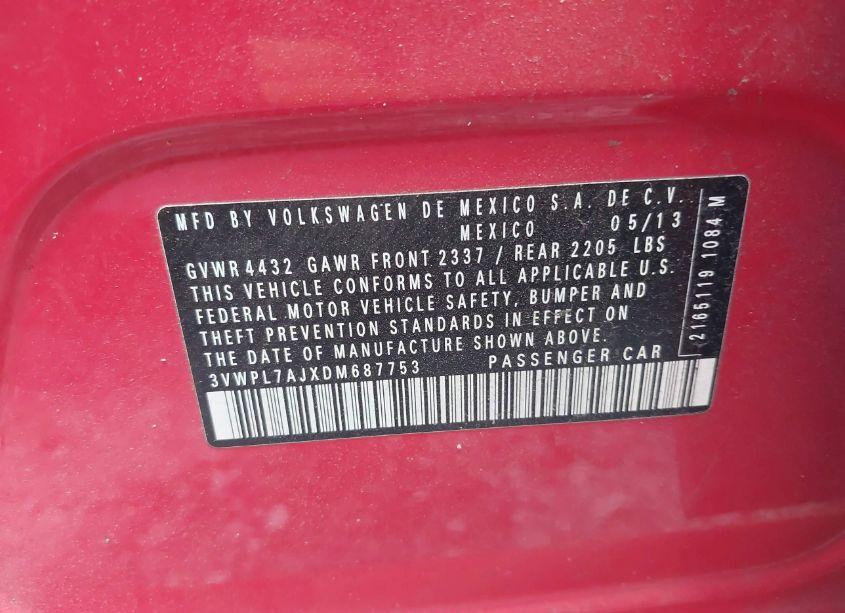 MFD BY VOLKSWAGEN DE MEXICO S.A. DE C.V.
MEXICO 05/13
GVWR 4432 GAWR FRONT 2337 / REAR 2205 LBS
THIS VEHICLE CONFORMS TO ALL APPLICABLE U.S.
FEDERAL MOTOR VEHICLE SAFETY, BUMPER AND
THEFT PREVENTION STANDARDS IN EFFECT ON
THE DATE OF MANUFACTURE SHOWN ABOVE.
3VWPL7AJXDM687753 PASSENGER CAR
2165119 1084 M